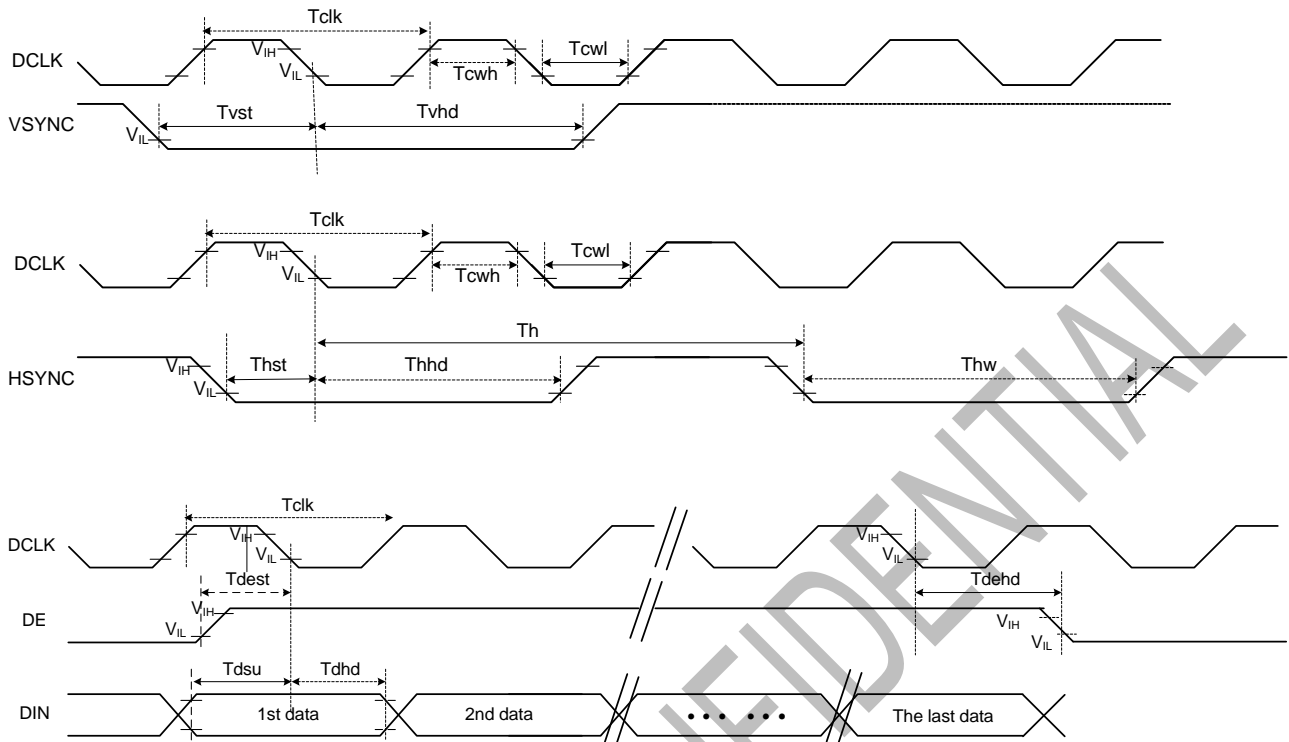 Tclk
DCLK
VIH
VIL
Tcwh
Tcwl
VSYNC
VIL
Tvst
Tvhd
Tclk
DCLK
VIH
VIL
Tcwh
Tcwl
Th
HSYNC
VIH
VIL
Thst
Thhd
Thw
Tclk
DCLK
VIH
VIL
VIH
VIL
Tdest
Tdehd
DE
VIH
VIL
VIH
VIL
Tdsu
Tdhd
DIN
1st data
2nd data
The last data